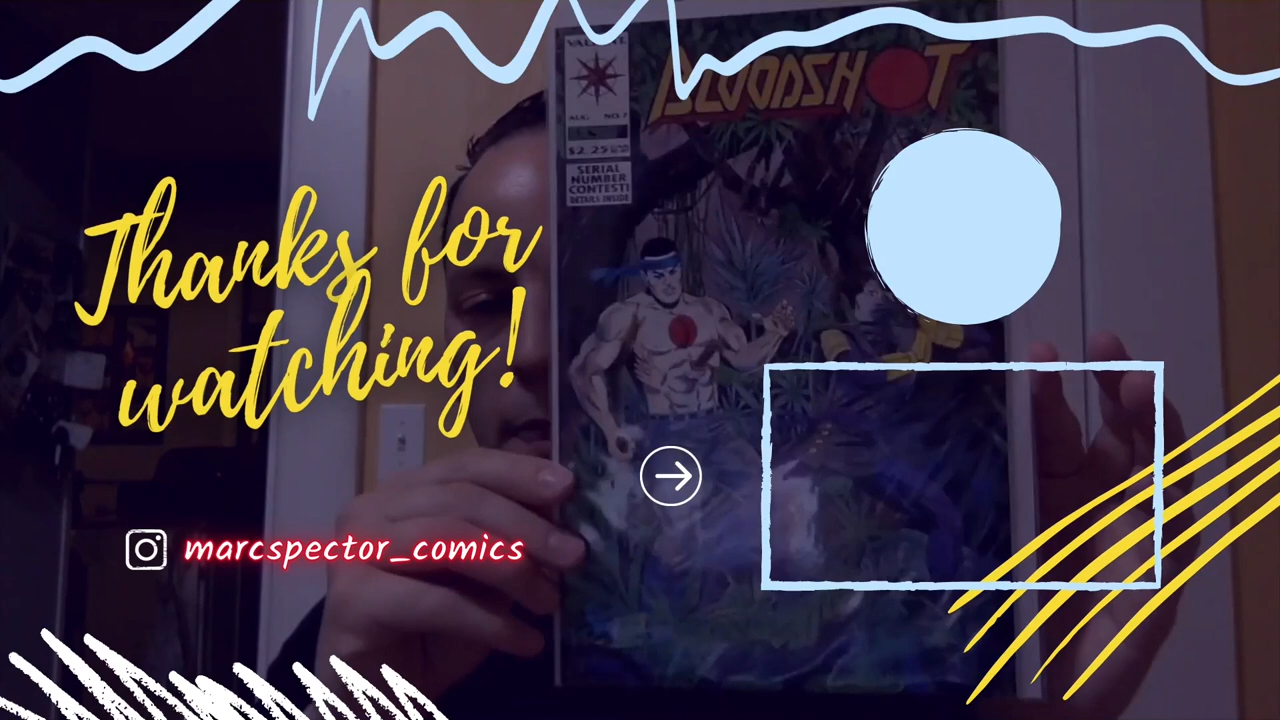 VALIANT
BLOODSHOT
AUG NO.7
$2.25
SERIAL
NUMBER
CONTEST!
DETAILS INSIDE
Thanks for
watching!
marcspector_comics